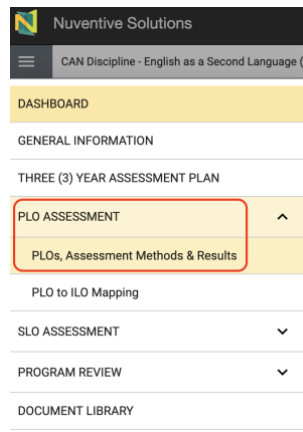 Nuventive Solutions
CAN Discipline - English as a Second Language (
DASHBOARD
GENERAL INFORMATION
THREE (3) YEAR ASSESSMENT PLAN
PLO ASSESSMENT
PLOs, Assessment Methods & Results
PLO to ILO Mapping
SLO ASSESSMENT
PROGRAM REVIEW
DOCUMENT LIBRARY